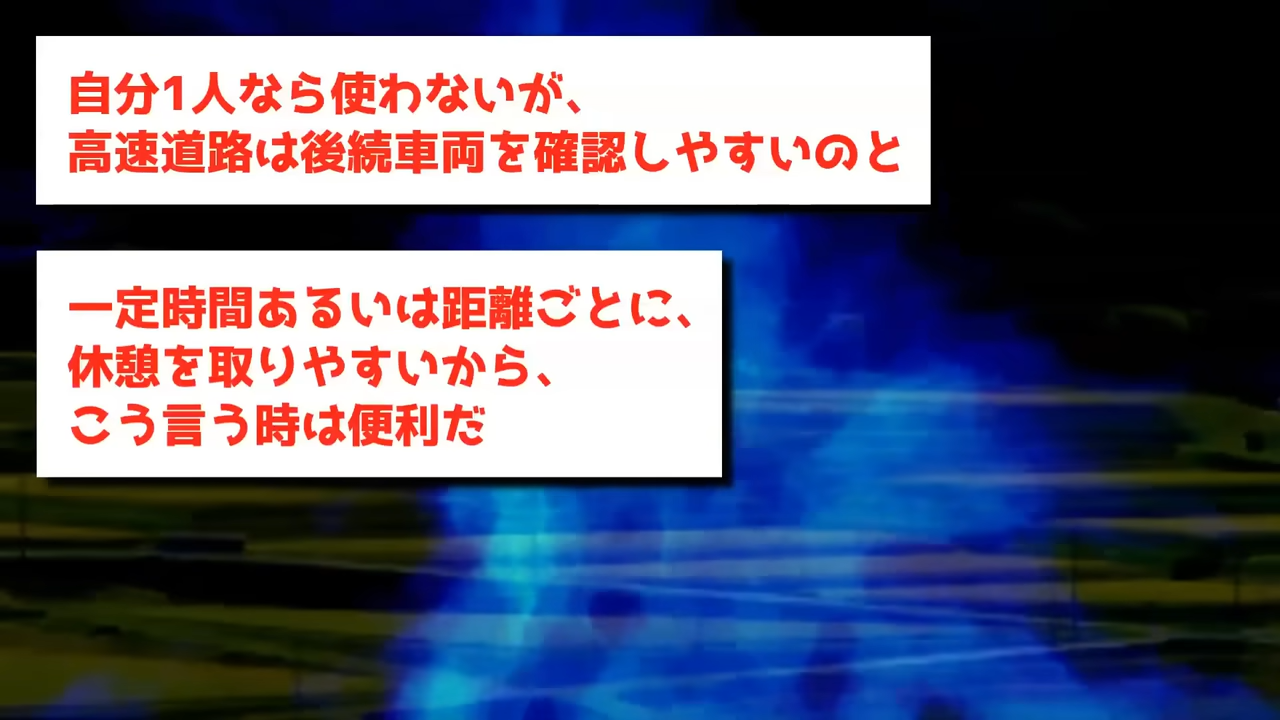 自分1人なら使わないが、
高速道路は後続車両を確認しやすいのと
一定時間あるいは距離ごとに、
休憩を取りやすいから、
こう言う時は便利だ